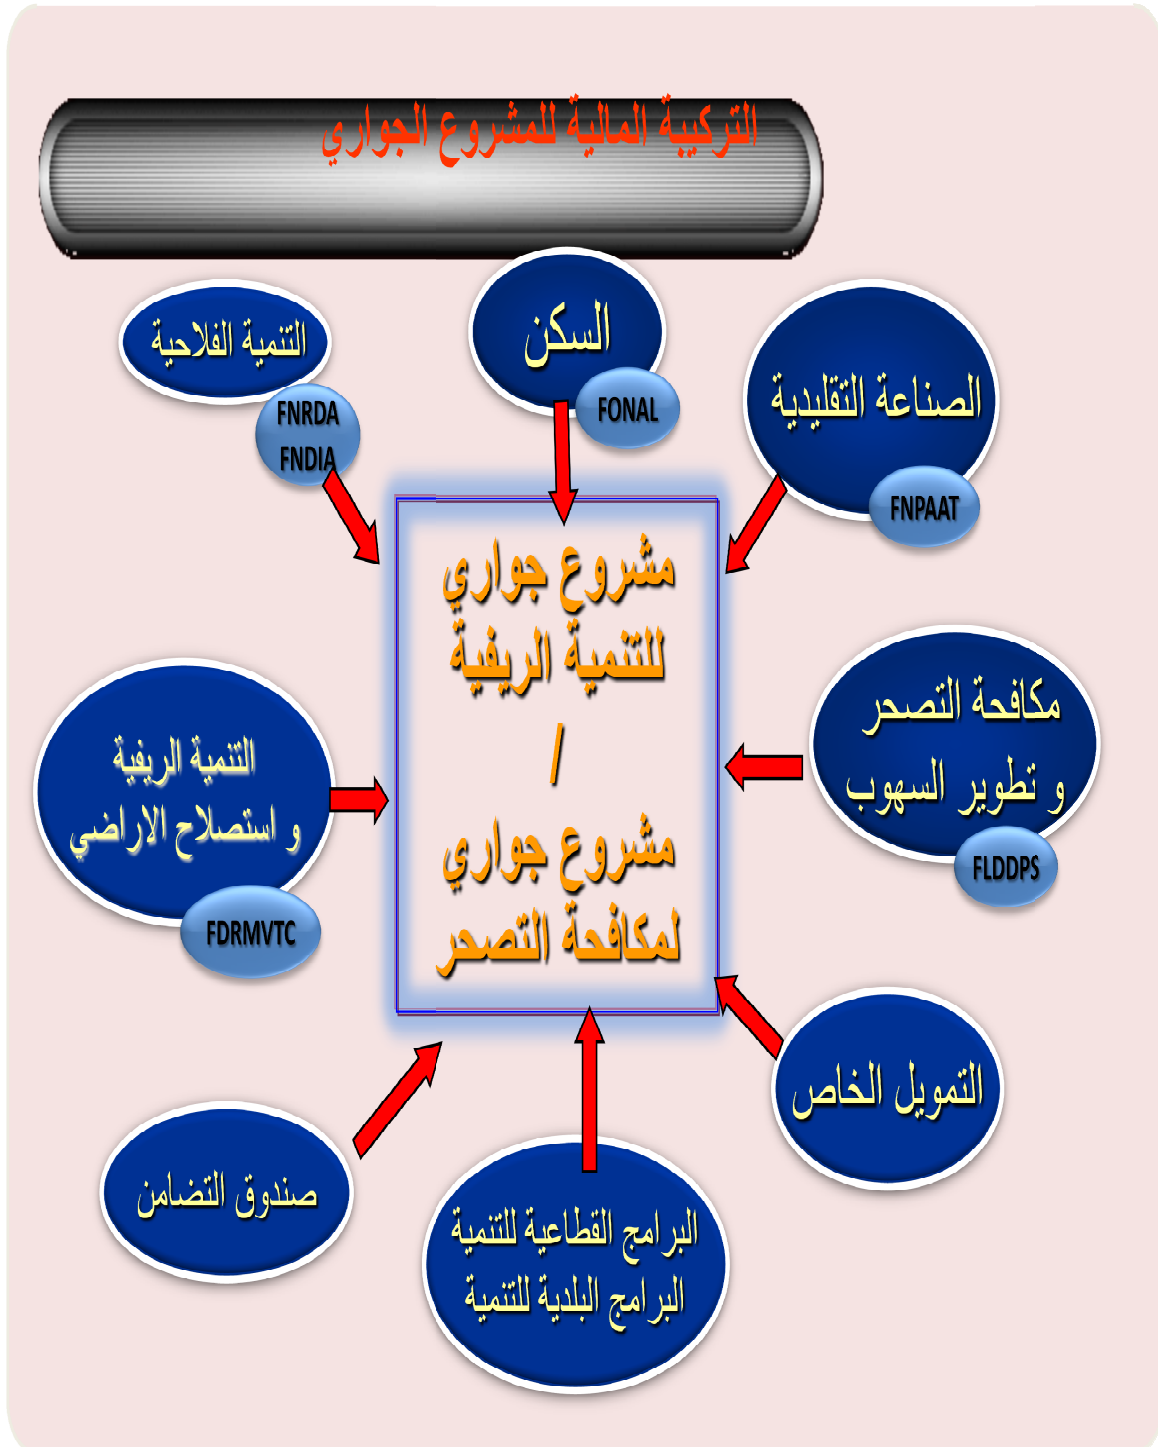 التركيبة المالية للمشروع الجواري
السكن
FONAL
التنمية الفلاحية
FNRDA
FNDIA
الصناعة التقليدية
FNPAAT
مشروع جواري
للتنمية الريفية
/
مشروع جواري
لمكافحة التصحر
مكافحة التصحر
و تطوير السهوب
FLDDPS
التنمية الريفية
و استصلاح الاراضي
FDRMVTC
التمويل الخاص
صندوق التضامن
البرامج القطاعية للتنمية
البرامج البلدية للتنمية